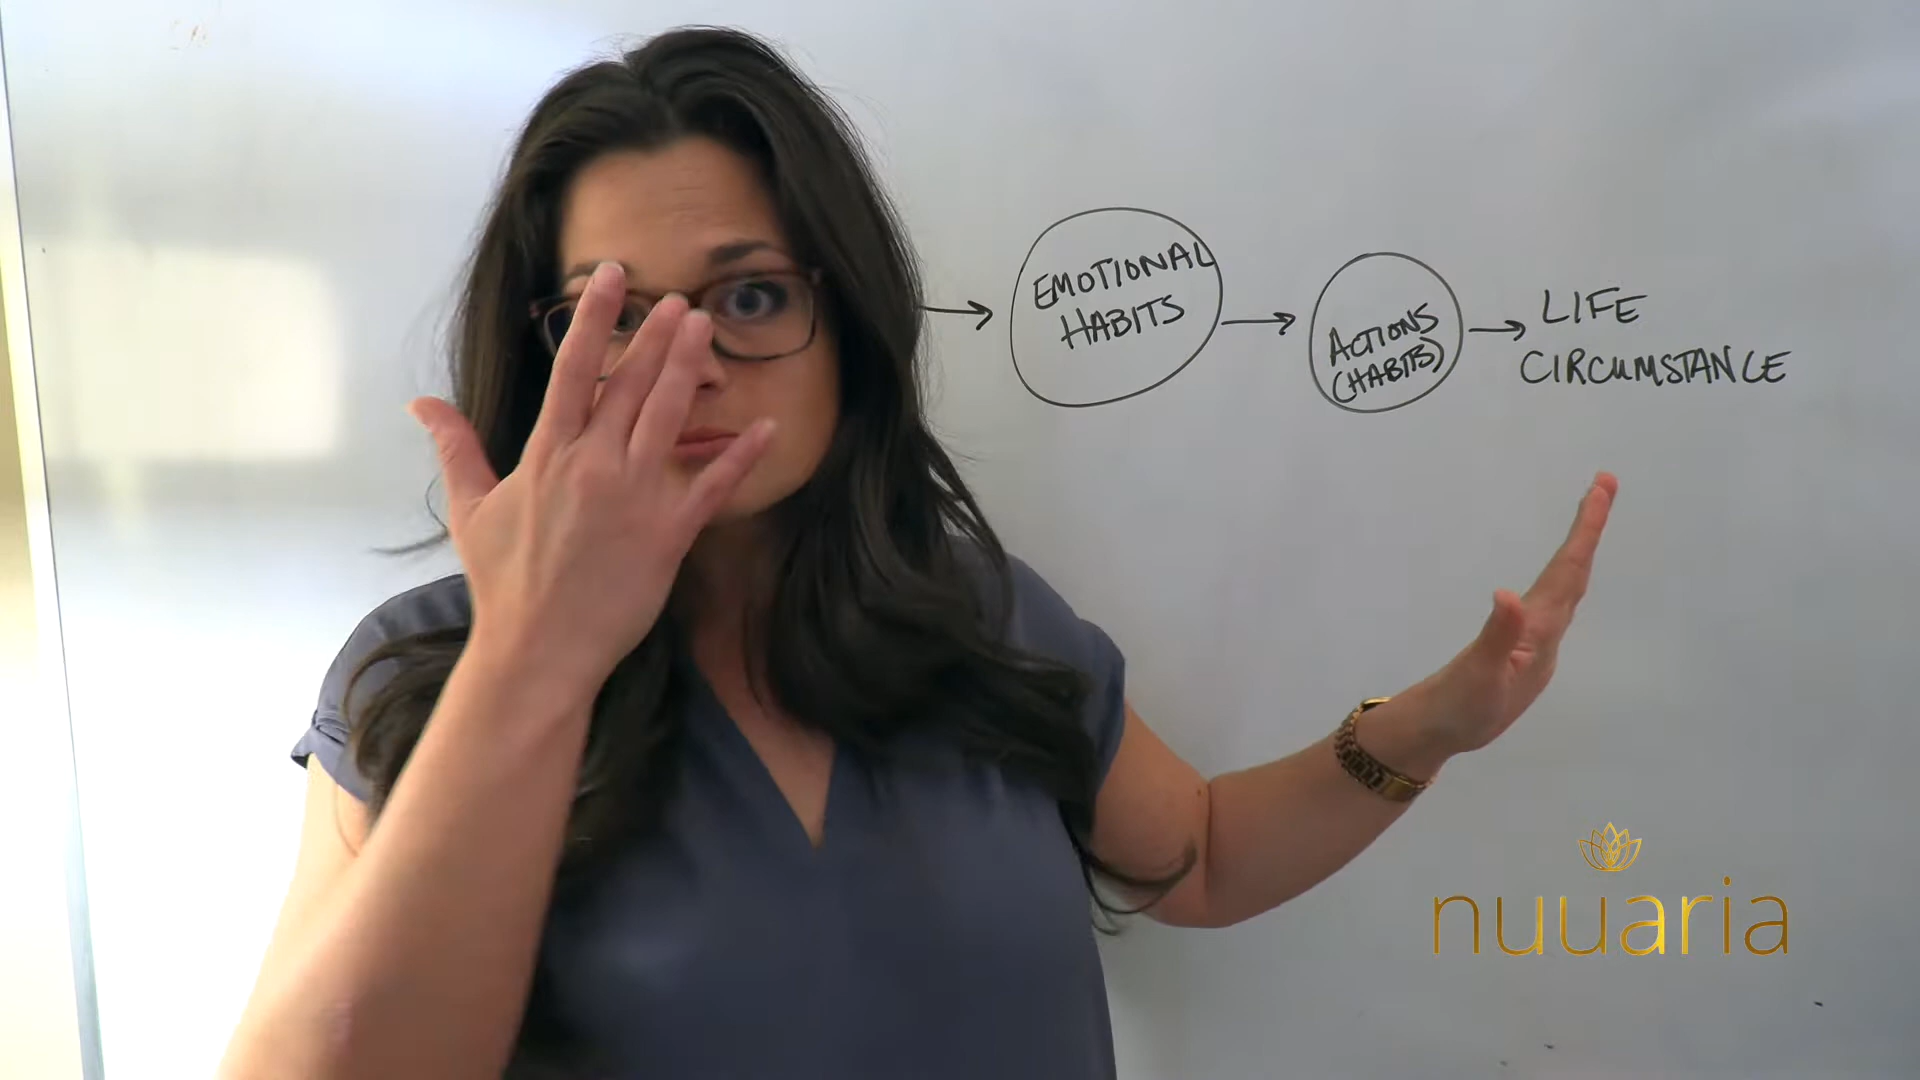 EMOTIONAL
HABITS
ACTIONS
(HABITS)
LIFE
CIRCUMSTANCE
nuuaria